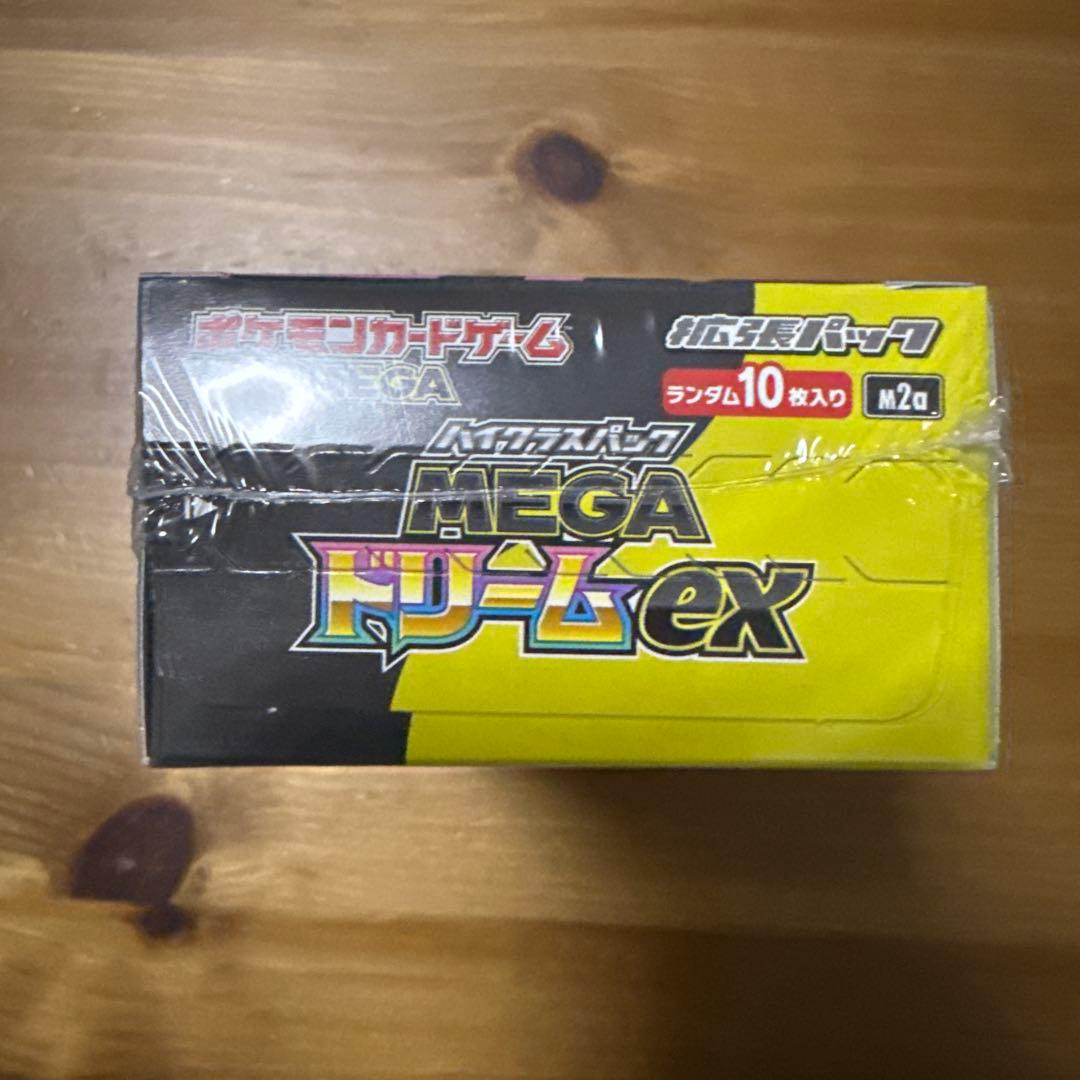 ポケモンカードゲーム
MEGA
拡張パック
ランダム10枚入り
M2a
ハイクラスパック
MEGA
ドリームex